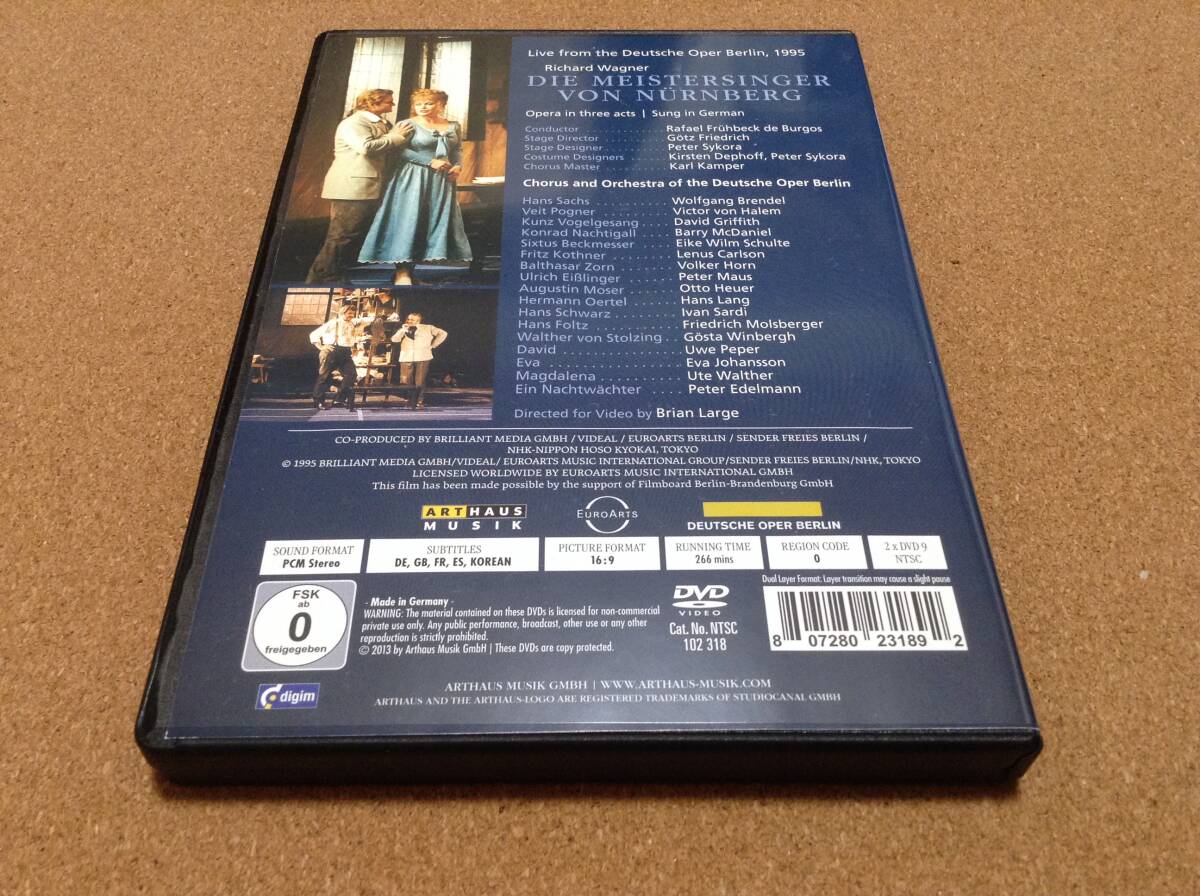 Live from the Deutsche Oper Berlin, 1995
Richard Wagner
DIE MEISTERSINGER
VON NÜRNBERG
Opera in three acts | Sung in German
Conductor . . . . . . . . . . Rafael Frühbeck de Burgos
Stage Director . . . . . . . Götz Friedrich
Stage Designer . . . . . . . Peter Sykora
Costume Designers . . . . . Kirsten Dephoff, Peter Sykora
Chorus Master . . . . . . . . Karl Kamper
Chorus and Orchestra of the Deutsche Oper Berlin
Hans Sachs . . . . . . . . . Wolfgang Brendel
Veit Pogner . . . . . . . . . Victor von Halem
Kunz Vogelgesang . . . . David Griffith
Konrad Nachtigall . . . . Barry McDaniel
Sixtus Beckmesser . . . . Eike Wilm Schulte
Fritz Kothner . . . . . . . . Lenus Carlson
Balthasar Zorn . . . . . . . Volker Horn
Ulrich Eißlinger . . . . . . Peter Maus
Augustin Moser . . . . . . Otto Heuer
Hermann Oertel . . . . . . Hans Lang
Hans Schwarz . . . . . . . . Ivan Sardi
Hans Foltz . . . . . . . . . . Friedrich Molsberger
Walther von Stolzing . . Gösta Winbergh
David . . . . . . . . . . . . . . Uwe Peper
Eva . . . . . . . . . . . . . . . . Eva Johansson
Magdalena . . . . . . . . . . Ute Walther
Ein Nachtwächter . . . . Peter Edelmann
Directed for Video by Brian Large
CO-PRODUCED BY BRILLIANT MEDIA GMBH / VIDEAL / EUROARTS BERLIN / SENDER FREIES BERLIN /
NHK-NIPPON HOSO KYOKAI, TOKYO
© 1995 BRILLIANT MEDIA GMBH/VIDEAL/ EUROARTS MUSIC INTERNATIONAL GROUP/SENDER FREIES BERLIN/NHK, TOKYO
LICENSED WORLDWIDE BY EUROARTS MUSIC INTERNATIONAL GMBH
This film has been made possible by the support of Filmboard Berlin-Brandenburg GmbH
ARTHAUS
MUSIK
EUROARTS
DEUTSCHE OPER BERLIN
SOUND FORMAT
PCM Stereo
SUBTITLES
DE, GB, FR, ES, KOREAN
PICTURE FORMAT
16:9
RUNNING TIME
266 mins
REGION CODE
0
2 x DVD 9
NTSC
Dual Layer Format: Layer transition may cause a slight pause
FSK
ab
0
freigegeben
- Made in Germany -
WARNING: The material contained on these DVDs is licensed for non-commercial
private use only. Any public performance, broadcast, other use or any other
reproduction is strictly prohibited.
© 2013 by Arthaus Musik GmbH | These DVDs are copy protected.
DVD
VIDEO
Cat. No. NTSC
102 318
8 07280 23189 2
digim
ARTHAUS MUSIK GMBH | WWW.ARTHAUS-MUSIK.COM
ARTHAUS AND THE ARTHAUS-LOGO ARE REGISTERED TRADEMARKS OF STUDIOCANAL GMBH